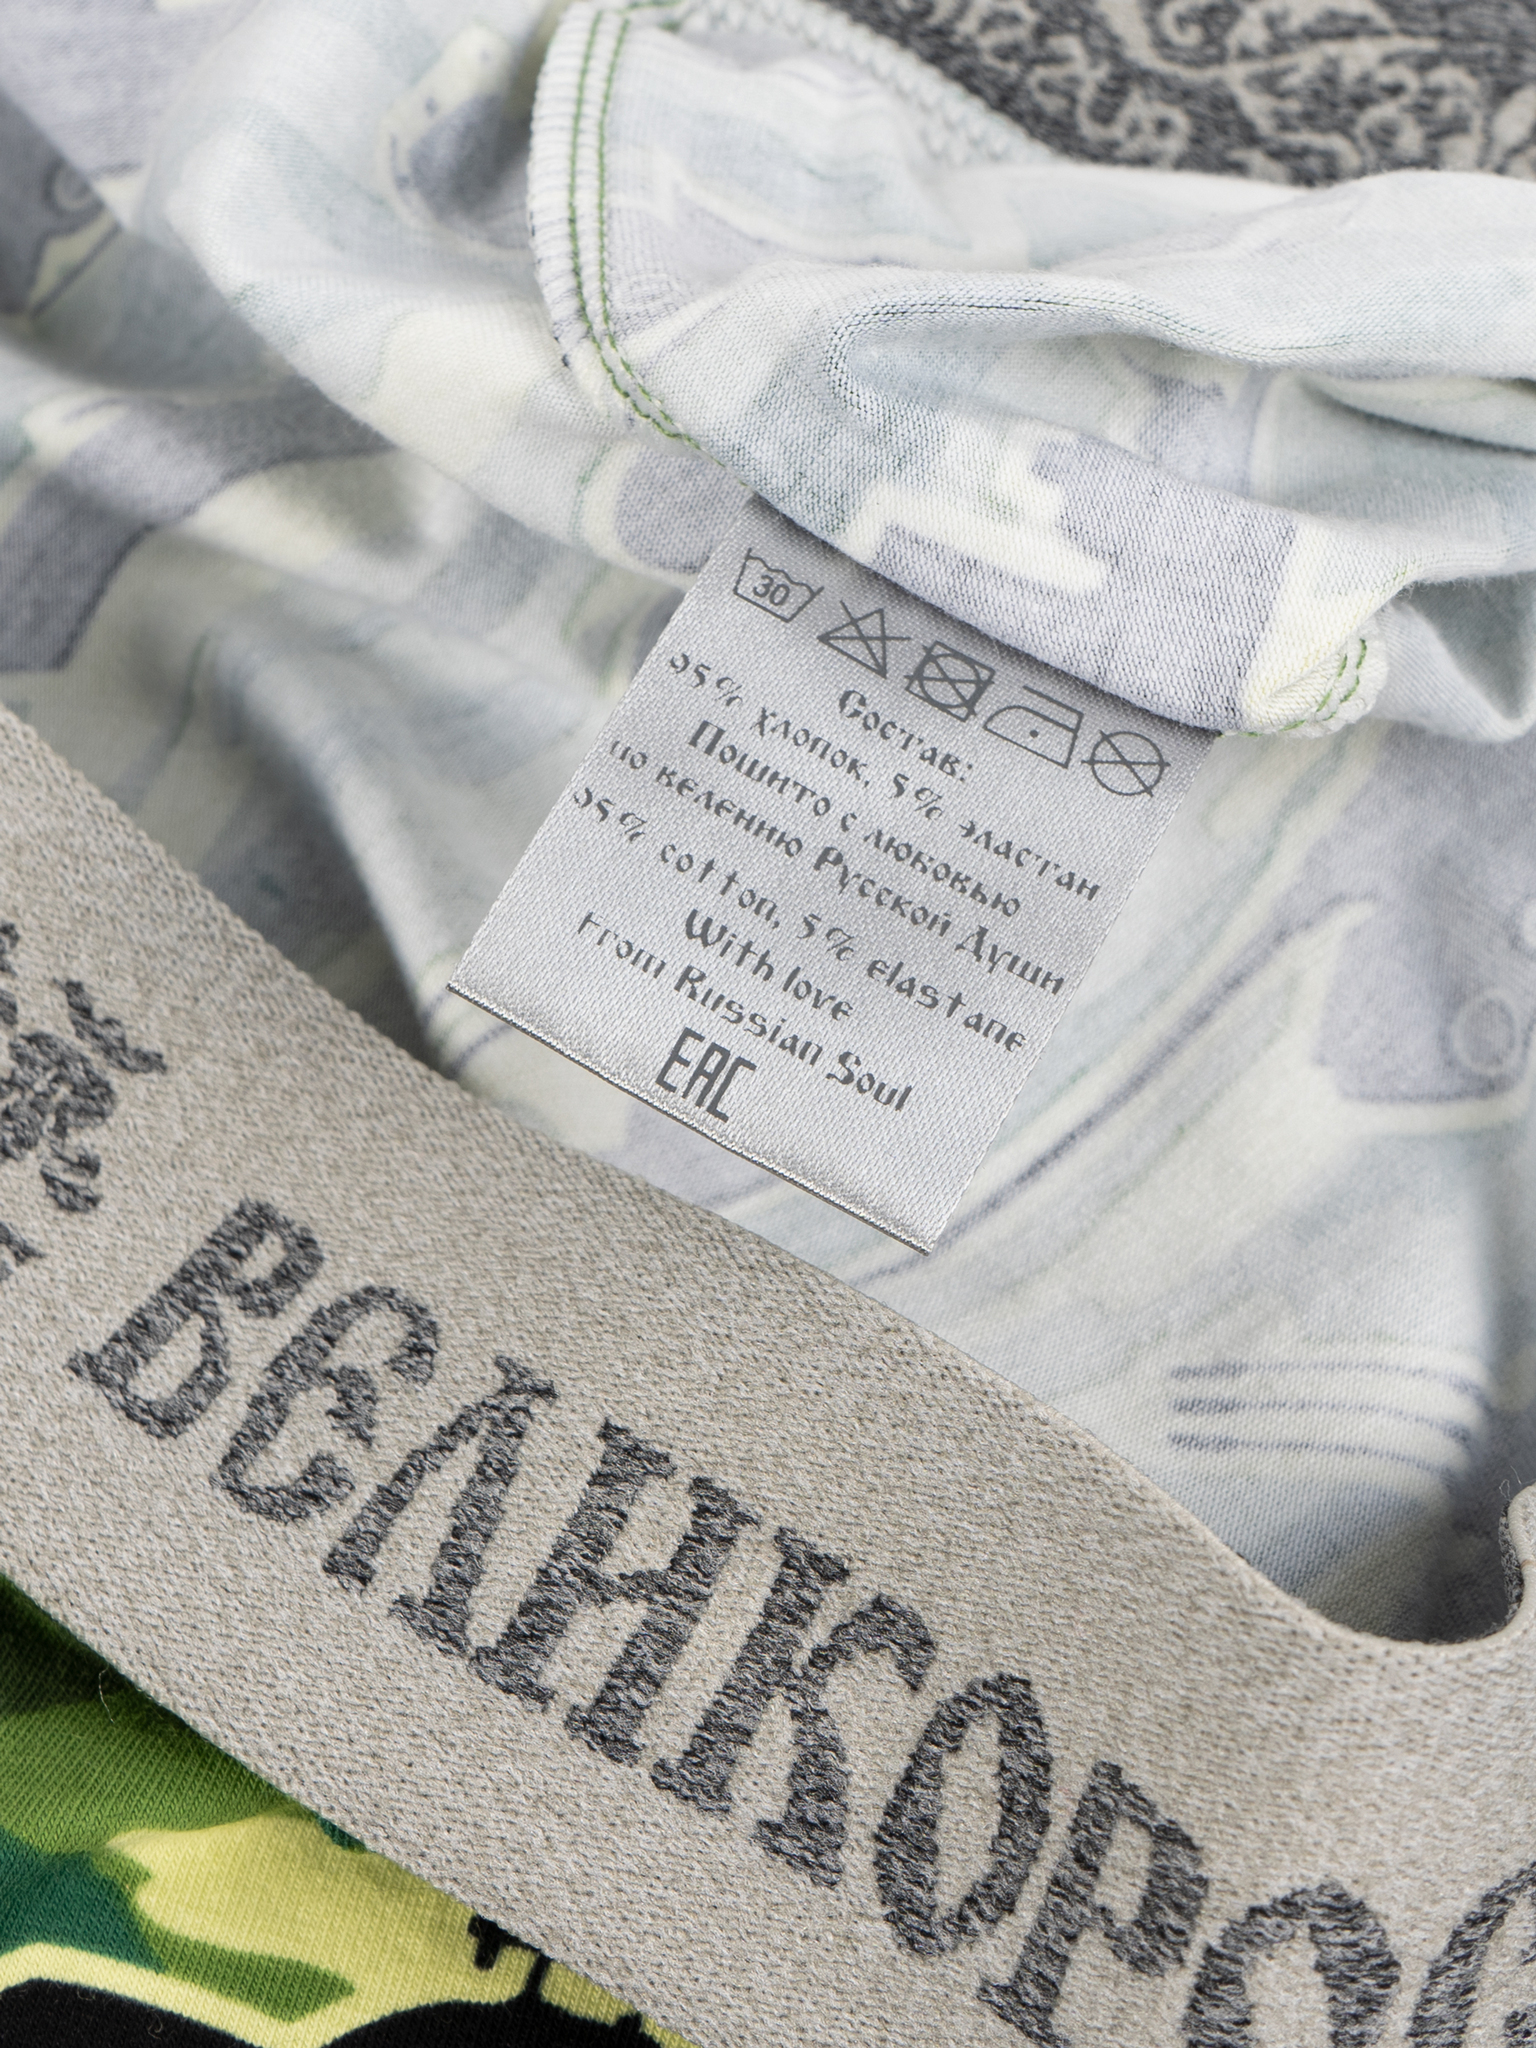 30
Состав:
95% хлопок, 5% эластан
Пошито с любовью
по велению Русской Души
95% cotton, 5% elastane
With love
From Russian Soul
EAC
ВЕЛИКОРОС